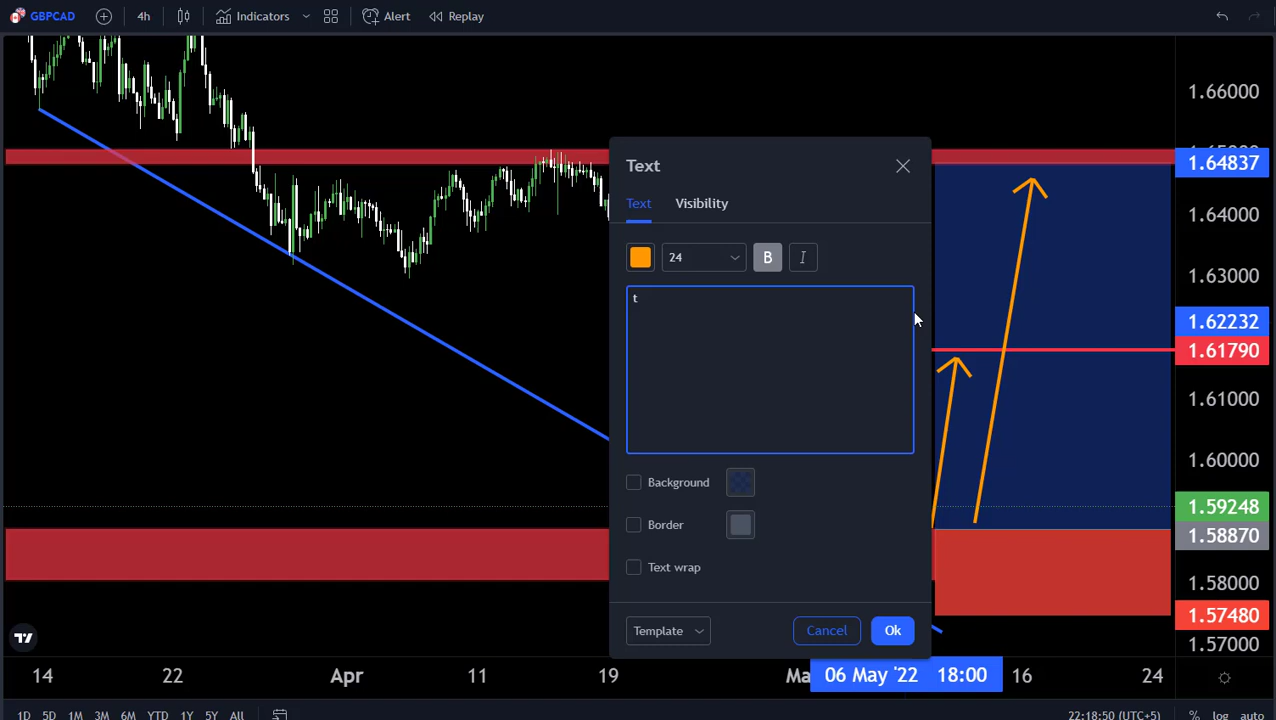 GBPCAD
4h
Indicators
Alert
Replay
Text
Text
Visibility
24
B
I
t
Background
Border
Text wrap
Template
Cancel
Ok
1.66000
1.64837
1.64000
1.63000
1.62232
1.61790
1.61000
1.60000
1.59248
1.58870
1.58000
1.57480
1.57000
14
22
Apr
11
19
06 May '22 18:00
16
24
1D
5D
1M
3M
6M
YTD
1Y
5Y
All
22:18:50 (UTC+5)
%
log
auto